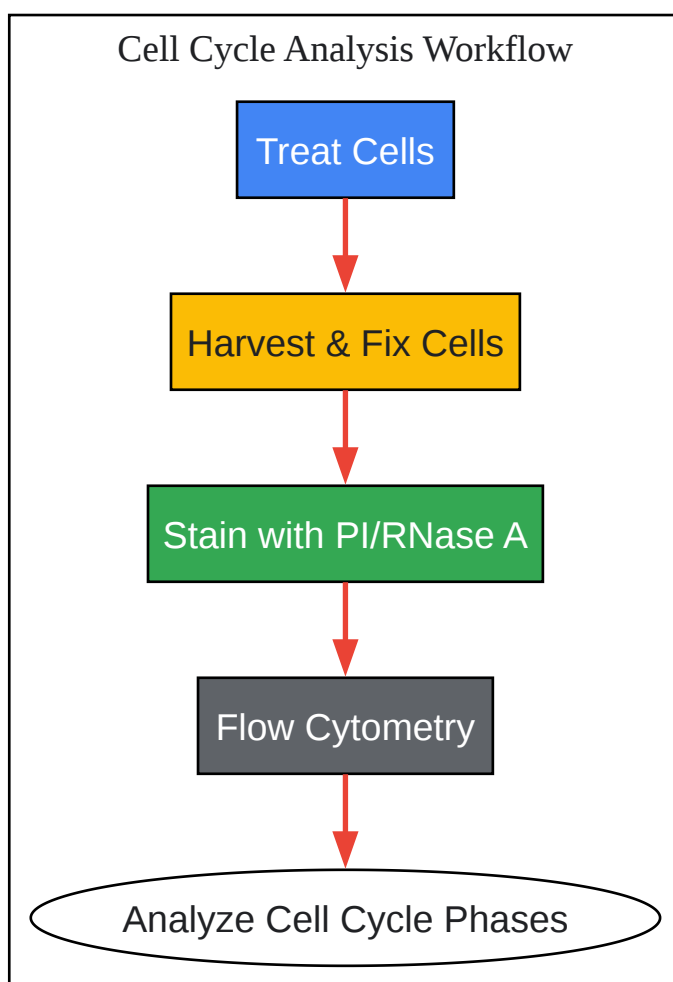 Cell Cycle Analysis Workflow
Treat Cells
Harvest & Fix Cells
Stain with PI/RNase A
Flow Cytometry
Analyze Cell Cycle Phases